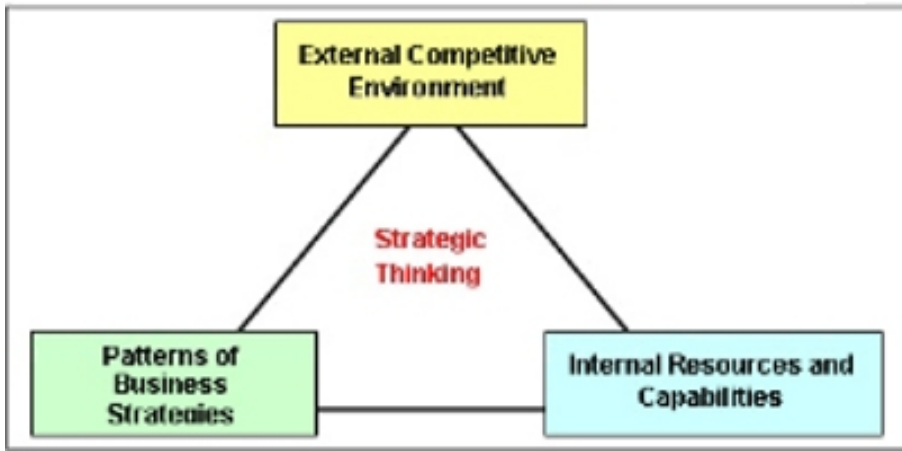 External Competitive
Environment
Strategic
Thinking
Patterns of
Business
Strategies
Internal Resources and
Capabilities